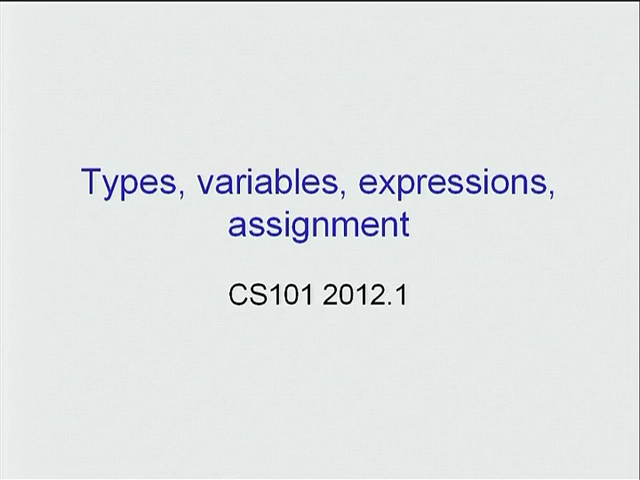 Types, variables, expressions,
assignment
CS101 2012.1